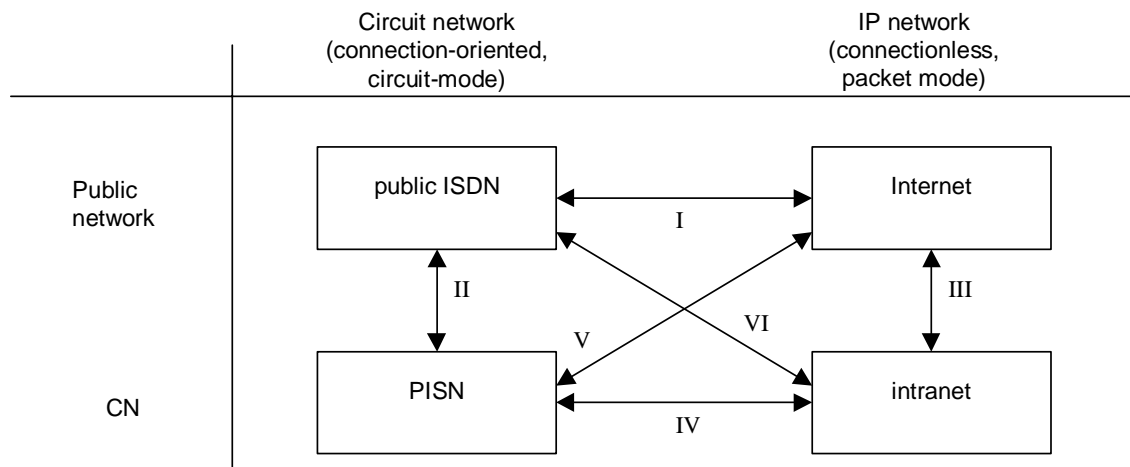 Circuit network
(connection-oriented,
circuit-mode)
IP network
(connectionless,
packet mode)
Public
network
public ISDN
Internet
I
II
III
V
VI
CN
PISN
intranet
IV